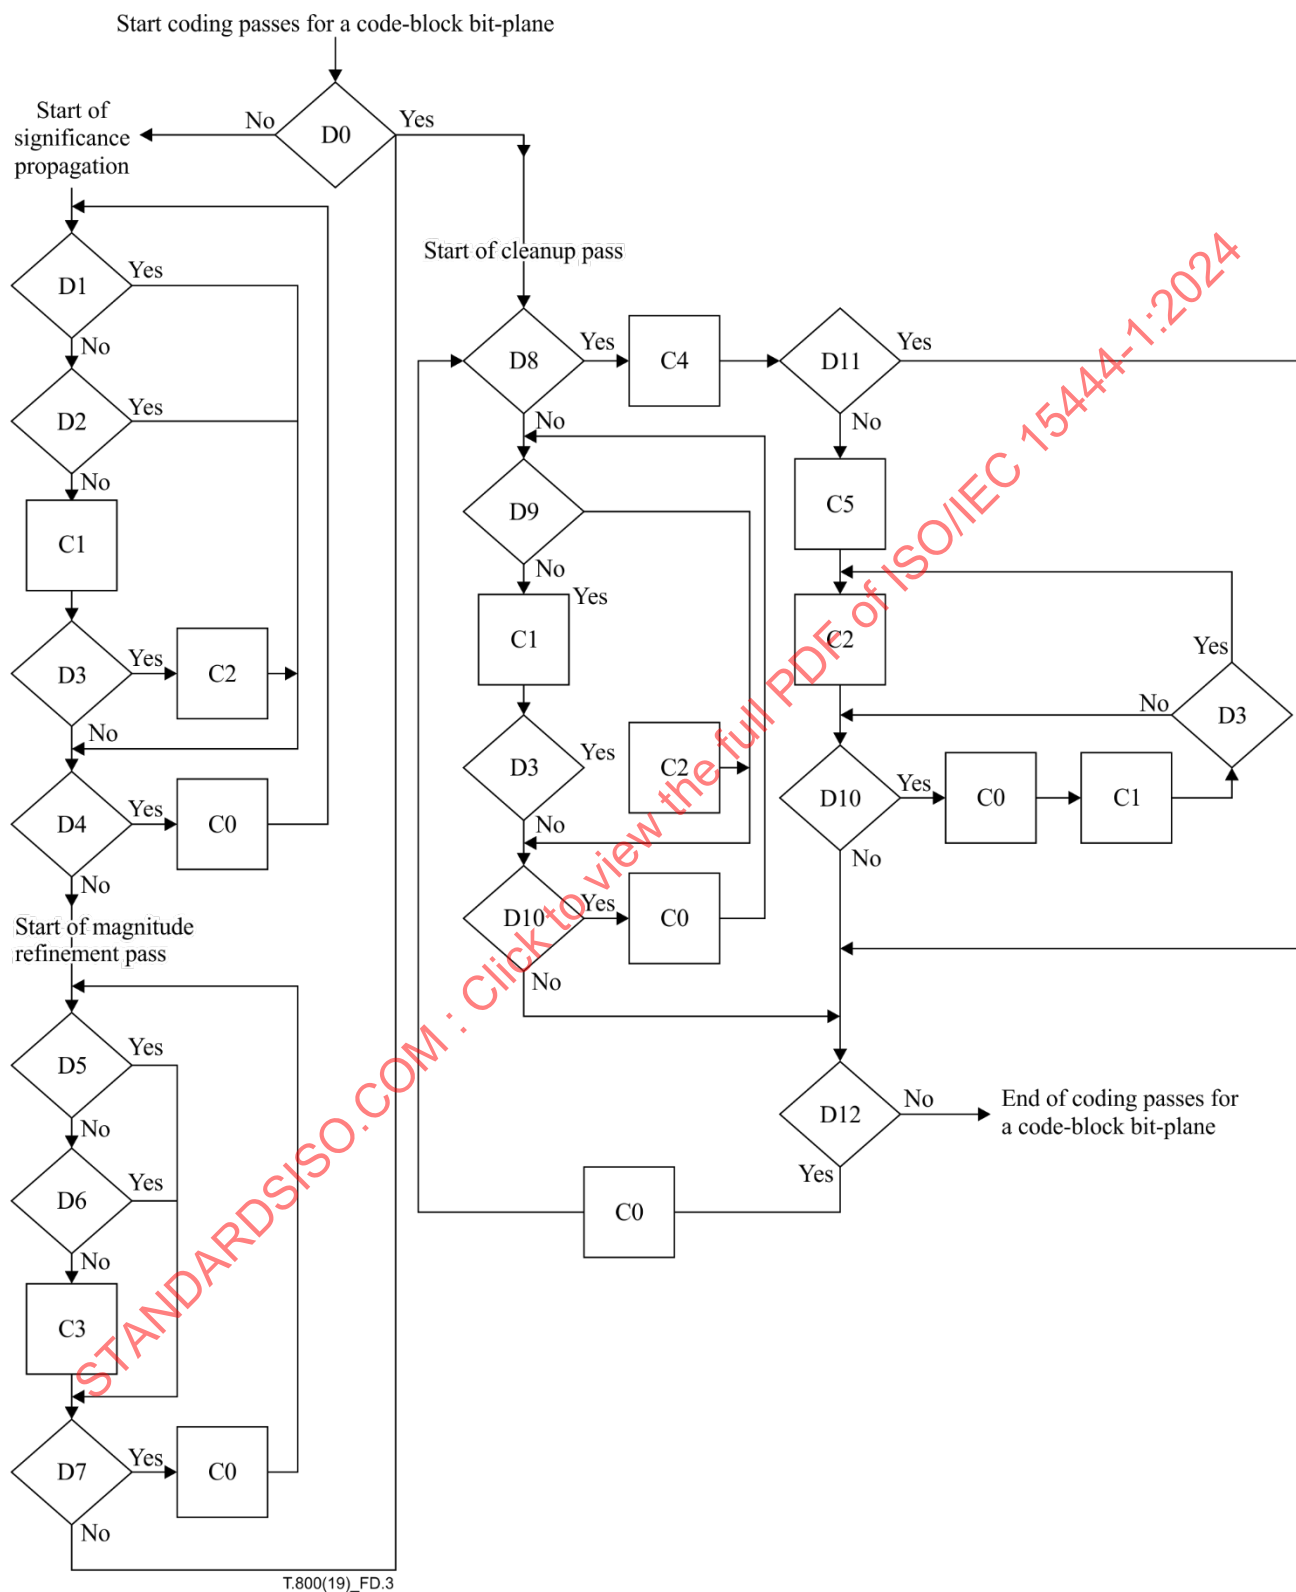 Start coding passes for a code-block bit-plane
Start of
significance
propagation
No
D0
Yes
D1
Yes
No
D2
Yes
No
C1
D3
Yes
C2
No
D4
Yes
C0
No
Start of magnitude
refinement pass
D5
Yes
No
D6
Yes
No
C3
D7
Yes
C0
No
Start of cleanup pass
D8
Yes
C4
D11
Yes
No
No
D9
C5
No
Yes
C1
C2
Yes
D3
No
D3
Yes
C2
No
D10
Yes
C0
C1
No
D10
Yes
C0
No
D12
No
End of coding passes for
a code-block bit-plane
Yes
C0
T.800(19)_FD.3
STANDARDSISO.COM : Click to view the full PDF of ISO/IEC 15444-1:2024